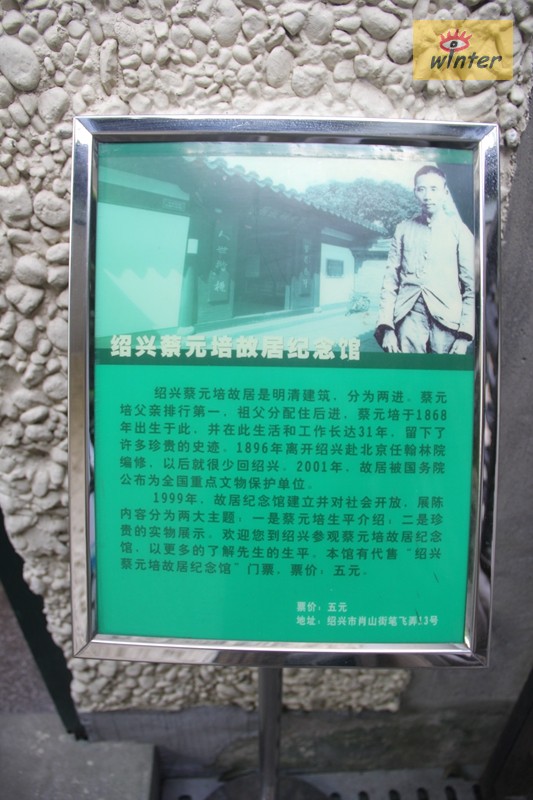 winter
绍兴蔡元培故居纪念馆
绍兴蔡元培故居是明清建筑，分为两进。蔡元
培父亲排行第一，祖父分配住后进，蔡元培于1868
年出生于此，并在此生活和工作长达31年，留下了
许多珍贵的史迹。1896年离开绍兴赴北京任翰林院
编修，以后就很少回绍兴。2001年，故居被国务院
公布为全国重点文物保护单位。
1999年，故居纪念馆建立并对社会开放，展陈
内容分为两大主题：一是蔡元培生平介绍；二是珍
贵的实物展示。欢迎您到绍兴参观蔡元培故居纪念
馆，以更多的了解先生的生平。本馆有代售“绍兴
蔡元培故居纪念馆”门票，票价：五元。
票价：五元
地址：绍兴市肖山街笔飞弄13号